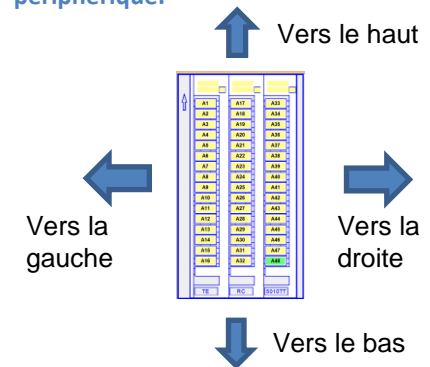 périphérique.
Vers le haut
A1 A17 A33
A2 A18 A34
A3 A19 A35
A4 A20 A36
A5 A21 A37
A6 A22 A38
A7 A23 A39
A8 A24 A40
A9 A25 A41
A10 A26 A42
A11 A27 A43
A12 A28 A44
A13 A29 A45
A14 A30 A46
A15 A31 A47
A16 A32 A48
TE RC S010TT
Vers la
gauche
Vers la
droite
Vers le bas